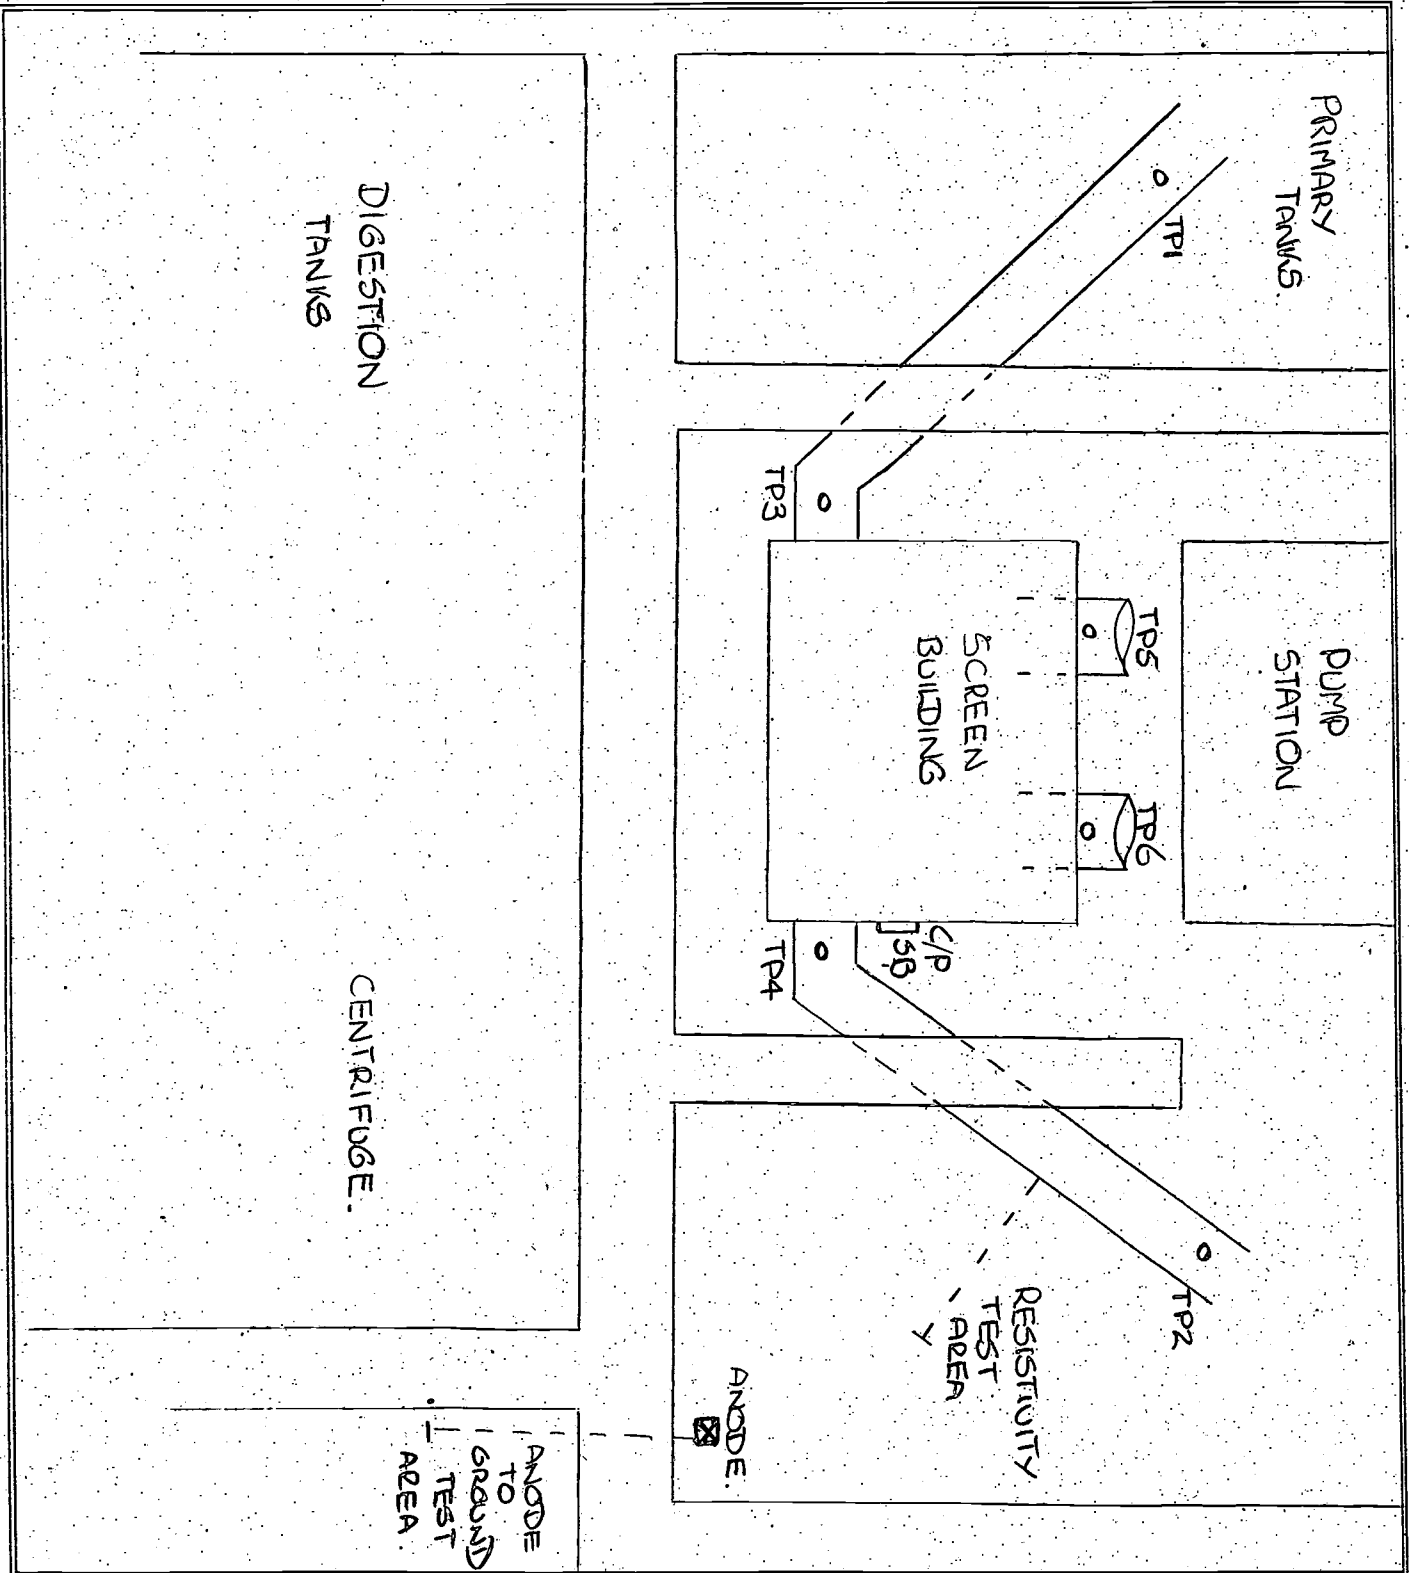 PRIMARY
TANKS.
TP1
PUMP
STATION
TP5
TP6
TP3
SCREEN
BUILDING
C/P
SB
TP4
TP2
RESISTIVITY
TEST
AREA
Y
DIGESTION
TANKS
CENTRIFUGE.
ANODE.
ANODE
TO
GROUND
TEST
AREA.